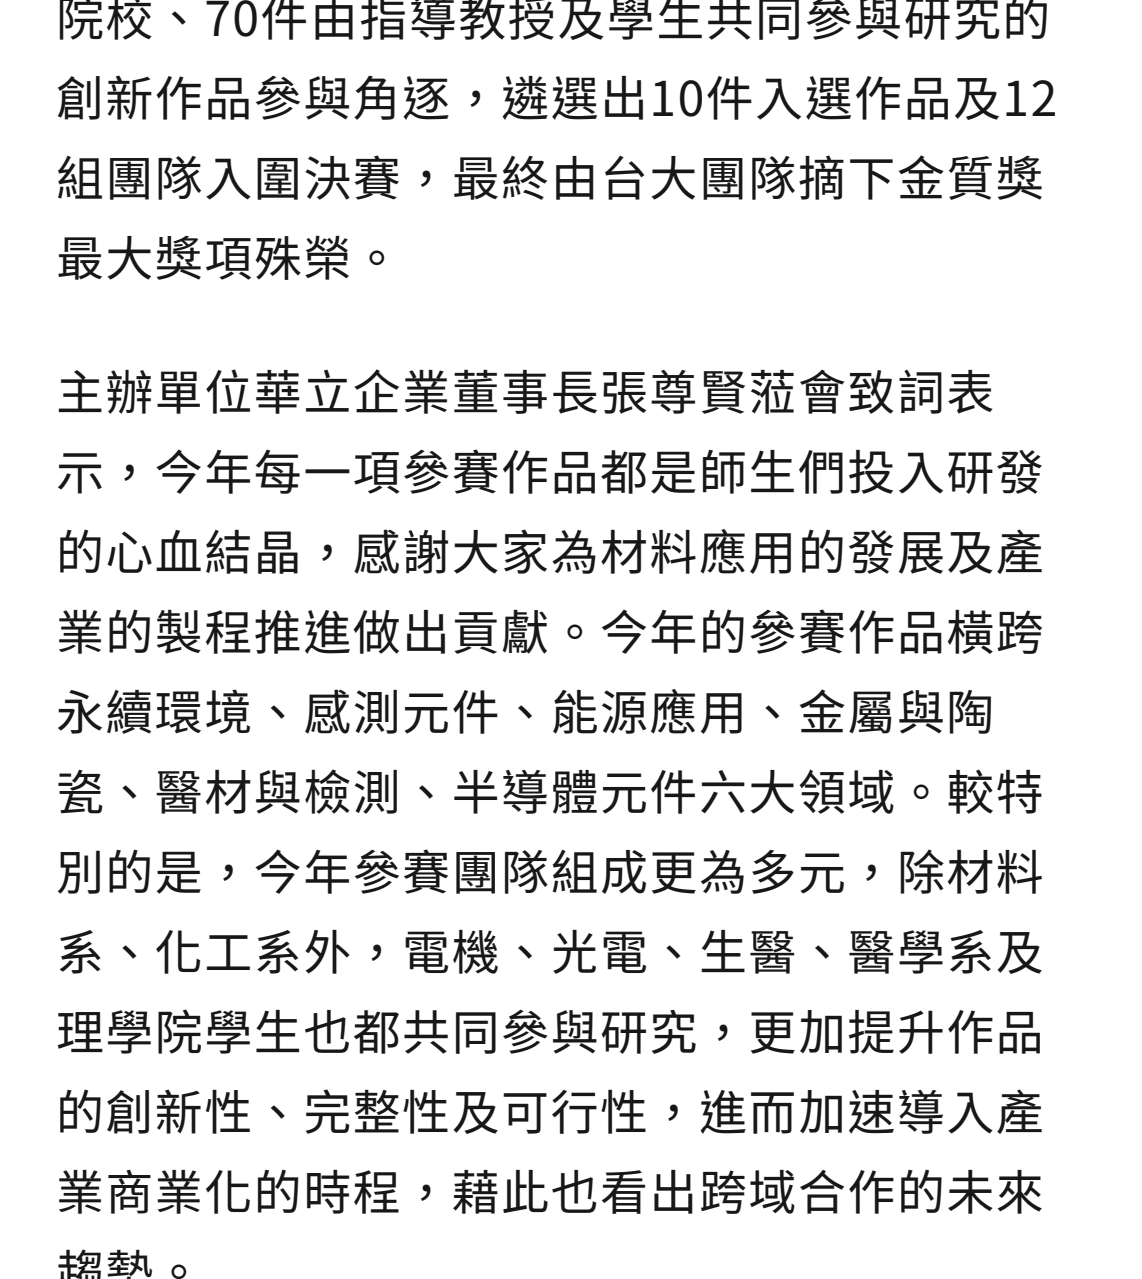 院校、70件由指導教授及學生共同參與研究的
創新作品參與角逐，遴選出10件入選作品及12
組團隊入圍決賽，最終由台大團隊摘下金質獎
最大獎項殊榮。
主辦單位華立企業董事長張尊賢蒞會致詞表
示，今年每一項參賽作品都是師生們投入研發
的心血結晶，感謝大家為材料應用的發展及產
業的製程推進做出貢獻。今年的參賽作品橫跨
永續環境、感測元件、能源應用、金屬與陶
瓷、醫材與檢測、半導體元件六大領域。較特
別的是，今年參賽團隊組成更為多元，除材料
系、化工系外，電機、光電、生醫、醫學系及
理學院學生也都共同參與研究，更加提升作品
的創新性、完整性及可行性，進而加速導入產
業商業化的時程，藉此也看出跨域合作的未來
趨勢。